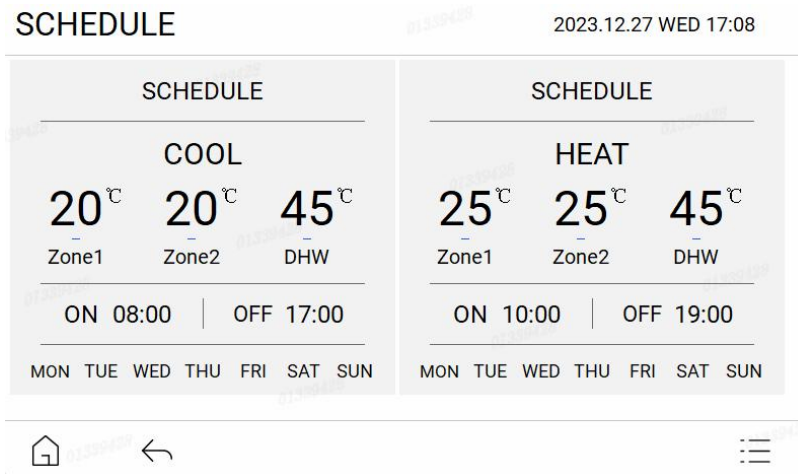 SCHEDULE 2023.12.27 WED 17:08
SCHEDULE
COOL
20℃ 20℃ 45℃
Zone1 Zone2 DHW
ON 08:00 OFF 17:00
MON TUE WED THU FRI SAT SUN
SCHEDULE
HEAT
25℃ 25℃ 45℃
Zone1 Zone2 DHW
ON 10:00 OFF 19:00
MON TUE WED THU FRI SAT SUN